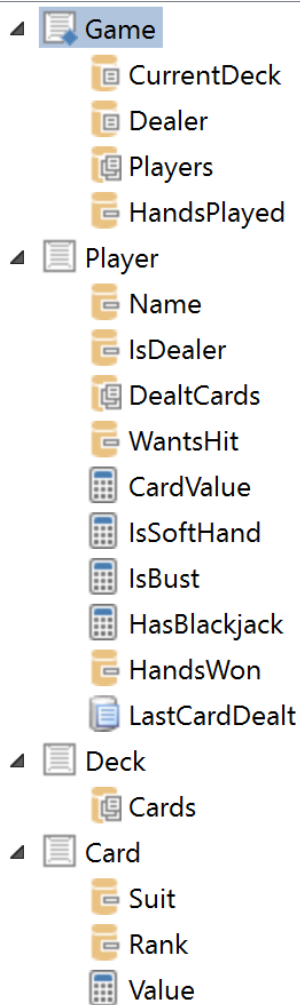 Game
CurrentDeck
Dealer
Players
HandsPlayed
Player
Name
IsDealer
DealtCards
WantsHit
CardValue
IsSoftHand
IsBust
HasBlackjack
HandsWon
LastCardDealt
Deck
Cards
Card
Suit
Rank
Value